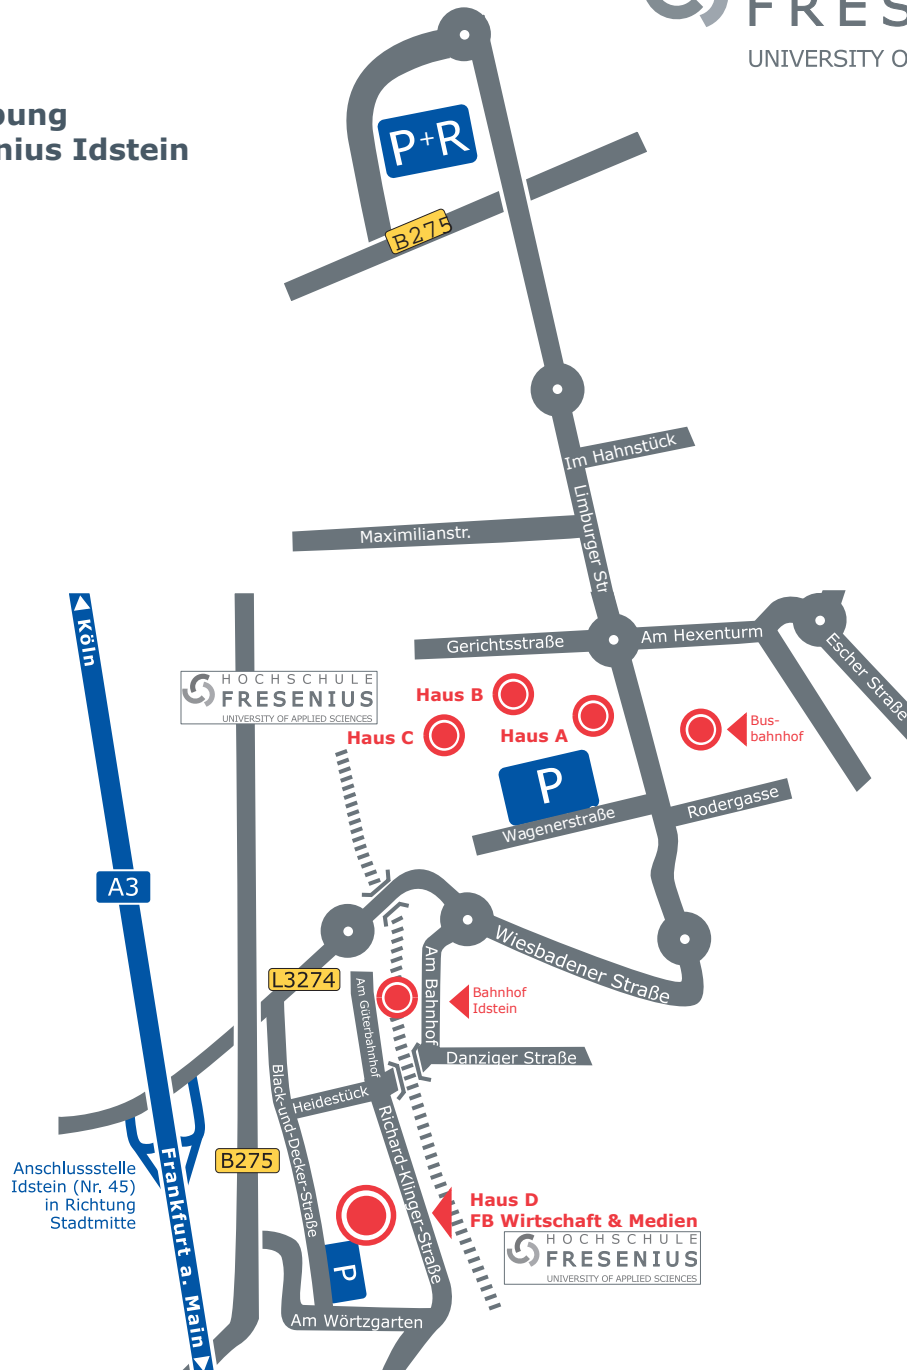 FRES
UNIVERSITY O
bung
nius Idstein
P+R
B275
Im Hahnstück
Limburger Str
Maximilianstr.
Köln
Gerichtsstraße
Am Hexenturm
Escher Straße
HOCHSCHULE
FRESENIUS
UNIVERSITY OF APPLIED SCIENCES
Haus B
Haus C
Haus A
Bus-
bahnhof
P
Wagenerstraße
Rodergasse
A3
Wiesbadener Straße
L3274
Am Güterbahnhof
Am Bahnhof
Bahnhof
Idstein
Danziger Straße
Heidestück
Black-und-Decker-Straße
Richard-Klinger-Straße
B275
Anschlussstelle
Idstein (Nr. 45)
in Richtung
Stadtmitte
Frankfurt a. Main
Haus D
FB Wirtschaft & Medien
HOCHSCHULE
FRESENIUS
UNIVERSITY OF APPLIED SCIENCES
P
Am Wörtzgarten